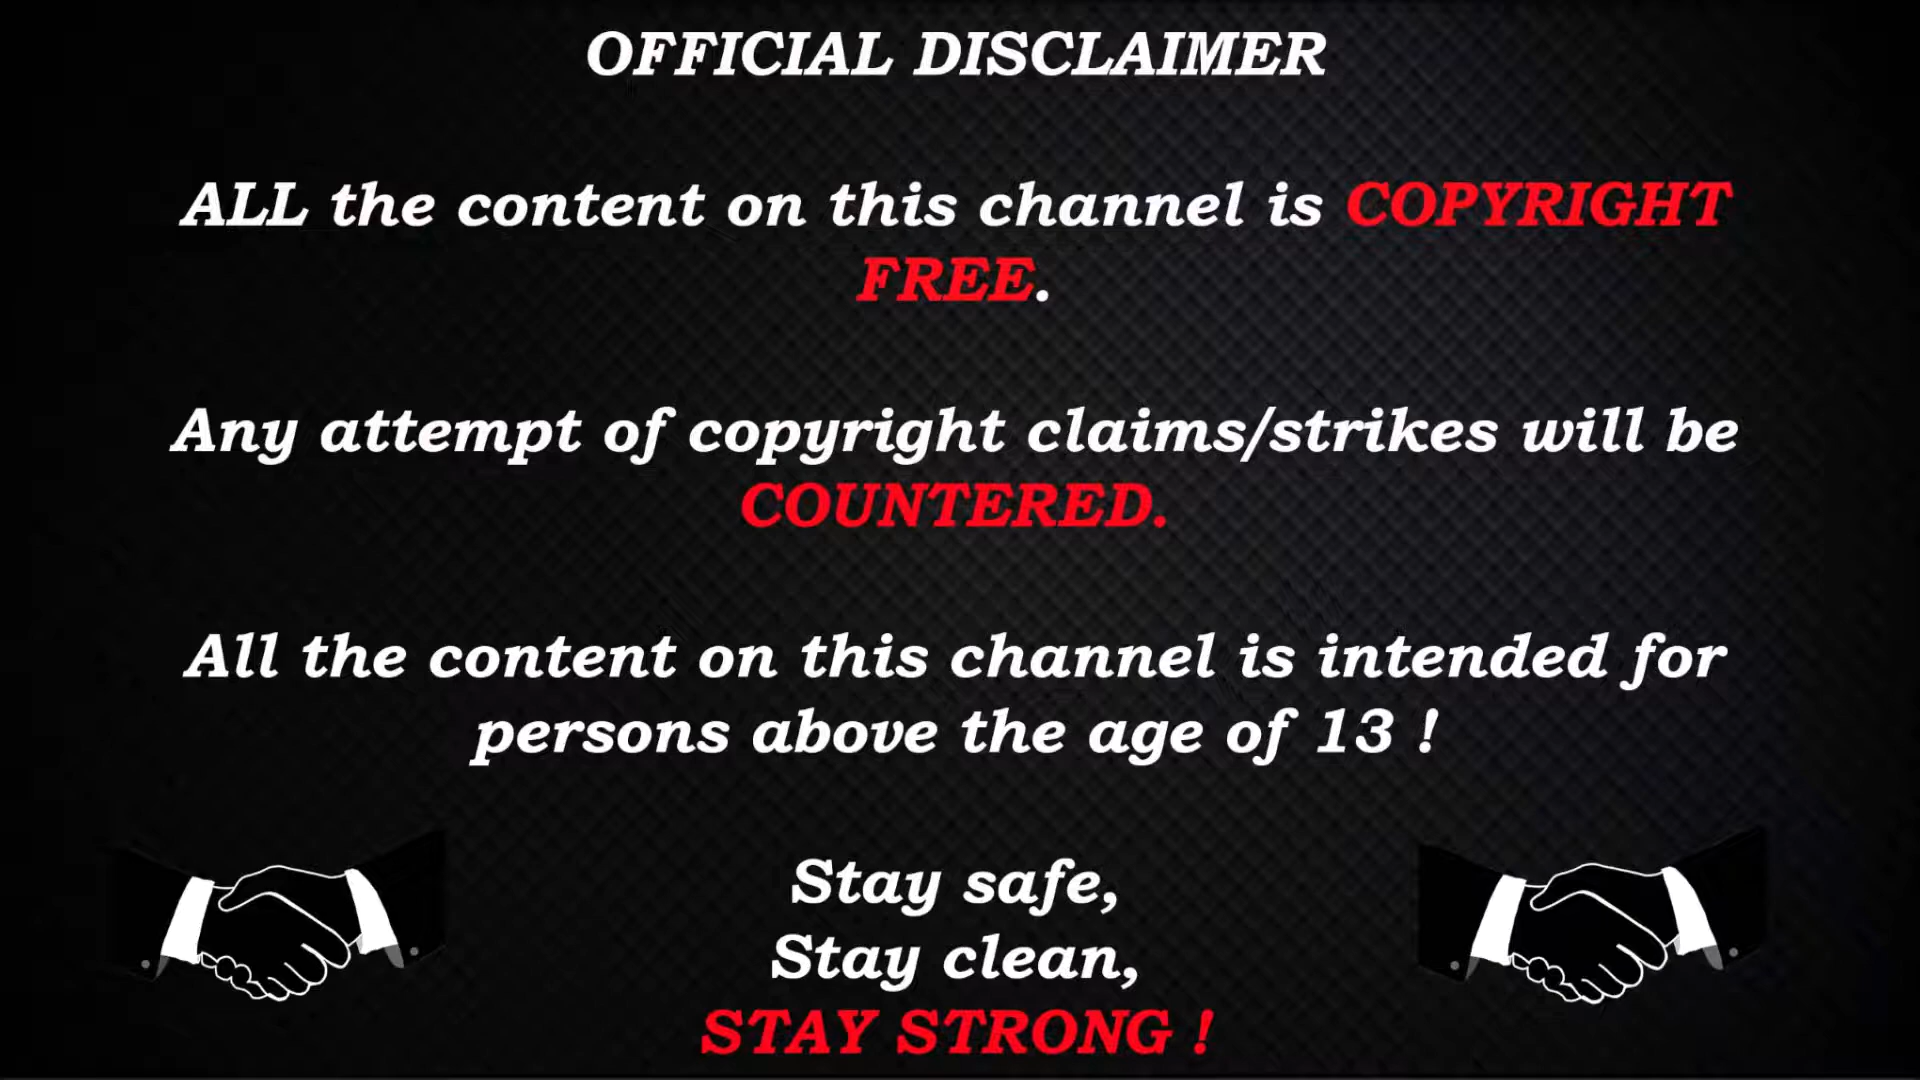 OFFICIAL DISCLAIMER
ALL the content on this channel is COPYRIGHT
FREE.
Any attempt of copyright claims/strikes will be
COUNTERED.
All the content on this channel is intended for
persons above the age of 13 !
Stay safe,
Stay clean,
STAY STRONG !